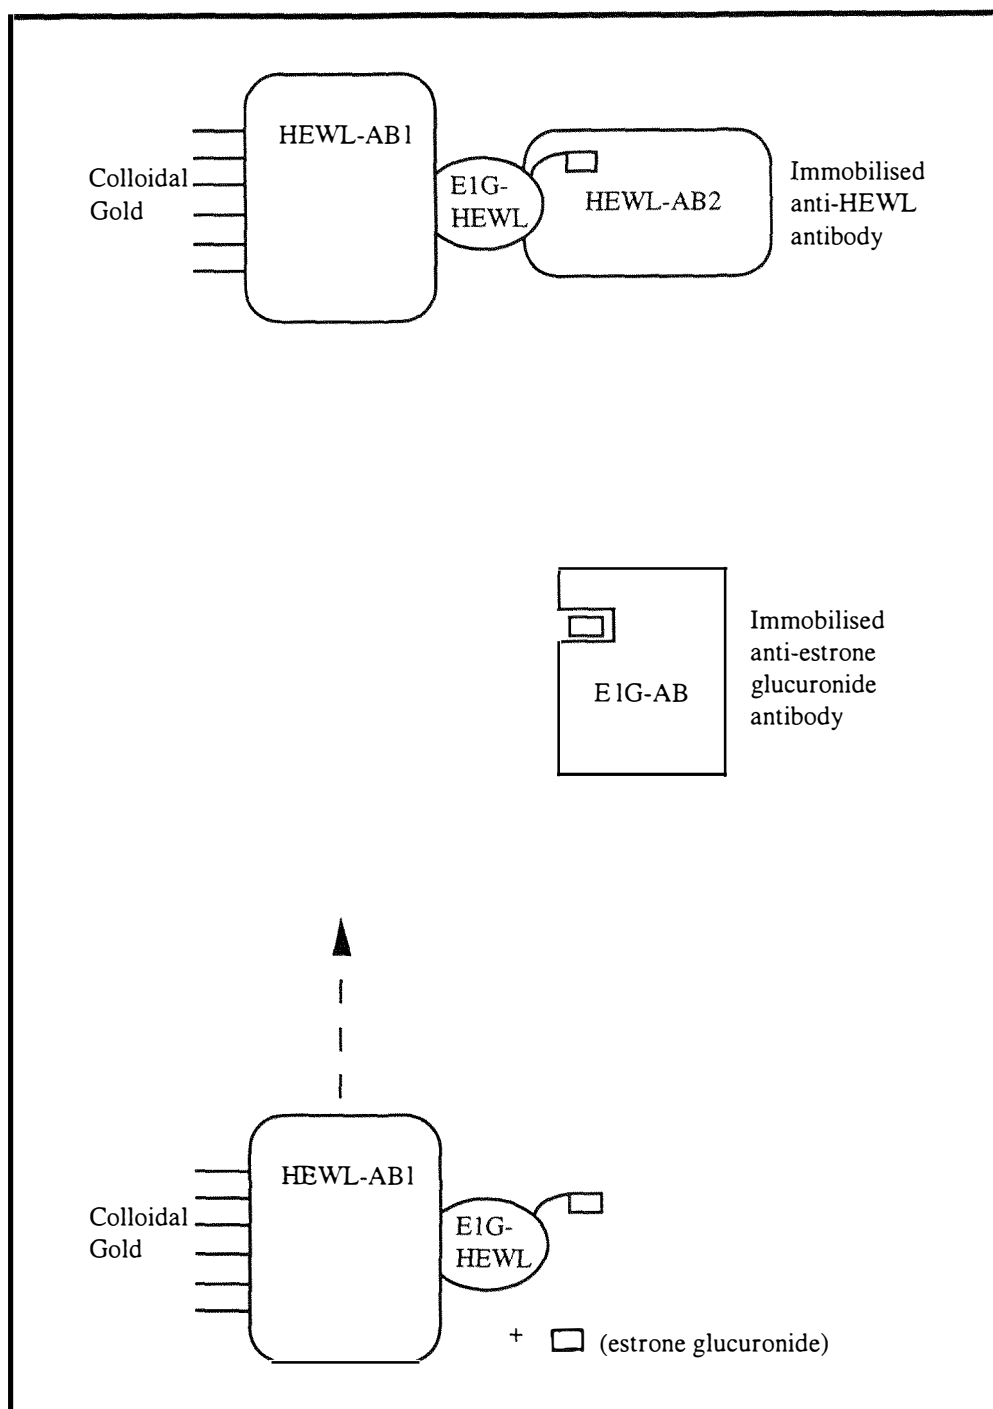 HEWL-AB1
Colloidal
Gold
E1G-
HEWL
HEWL-AB2
Immobilised
anti-HEWL
antibody
E1G-AB
Immobilised
anti-estrone
glucuronide
antibody
HEWL-AB1
Colloidal
Gold
E1G-
HEWL
+ (estrone glucuronide)